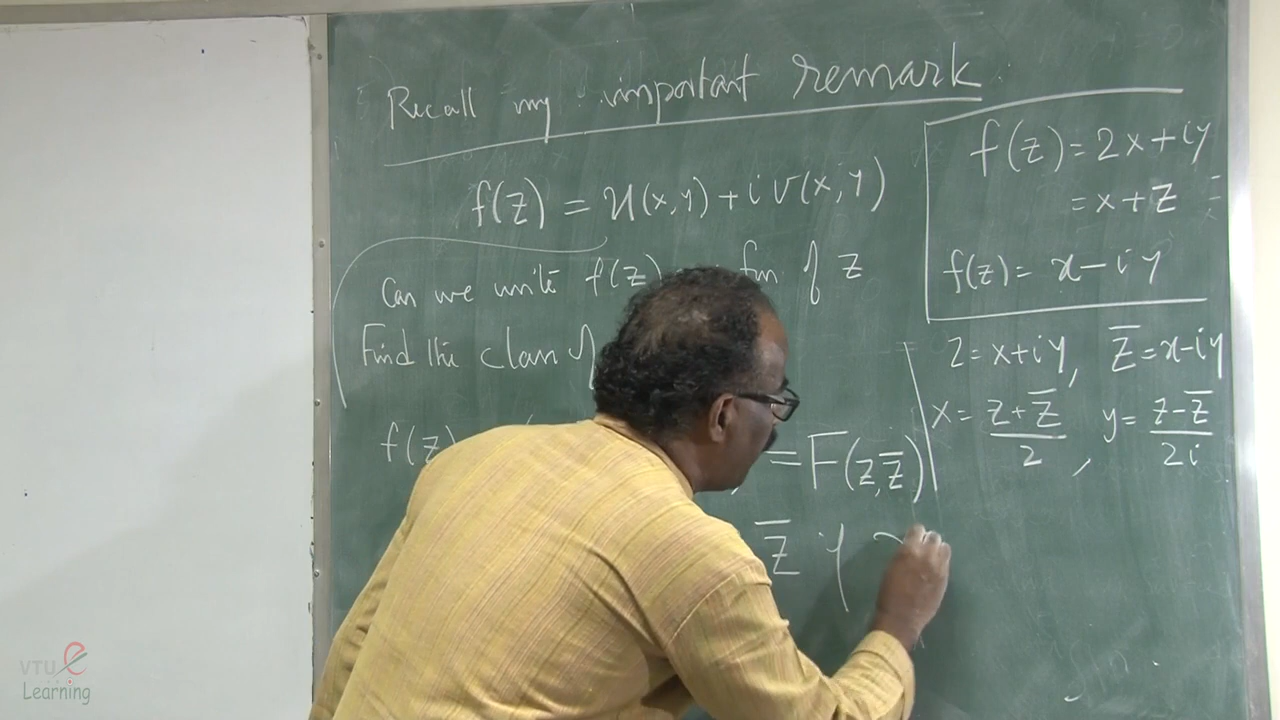 Recall my important remark.
f(z) = u(x,y) + i v(x,y)
Can we write f(z) fn. of z
Find the class of
f(z)
= F(z, z̄)
z̄
f(z) = 2x + iy
= x + z
f(z) = x - iy
z = x+iy, z̄ = x-iy
x = (z + z̄)/2, y = (z - z̄)/2i
VTU e
Learning